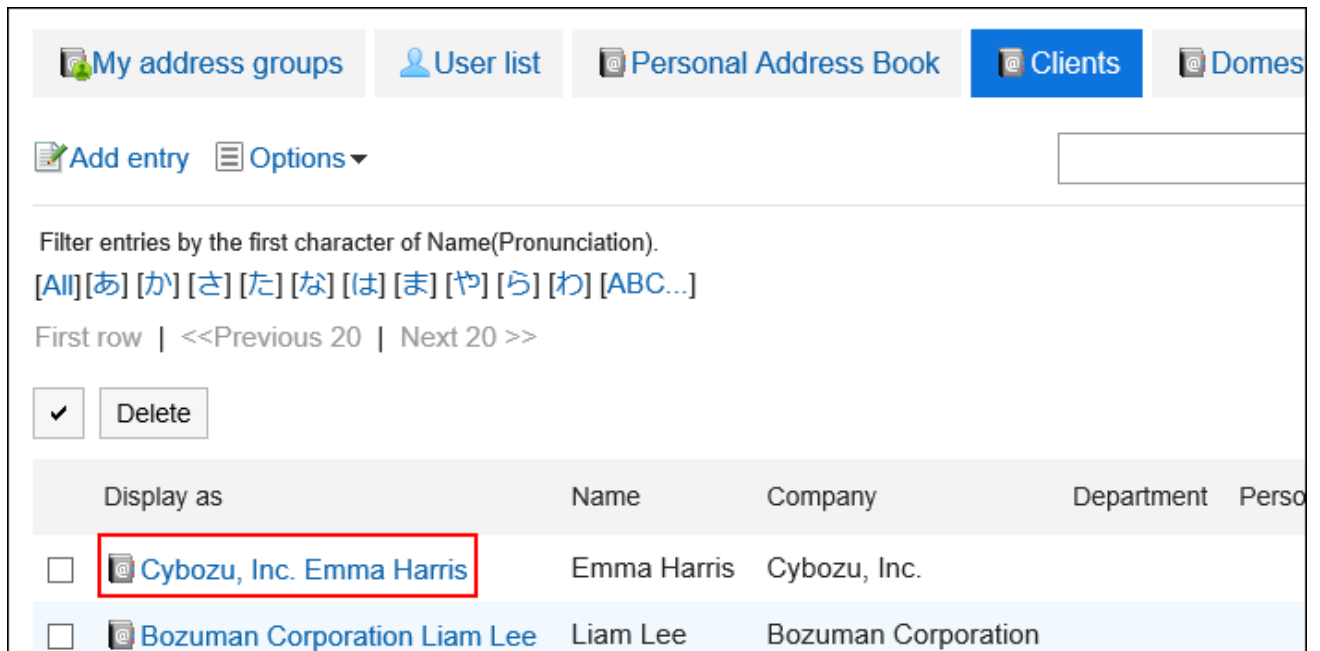 My address groups User list Personal Address Book Clients Domes
Add entry Options
Filter entries by the first character of Name(Pronunciation).
[All][あ] [か] [さ] [た] [な] [は] [ま] [や] [ら] [わ] [ABC...]
First row | <<Previous 20 | Next 20 >>
Delete
Display as Name Company Department Perso
Cybozu, Inc. Emma Harris Emma Harris Cybozu, Inc.
Bozuman Corporation Liam Lee Liam Lee Bozuman Corporation